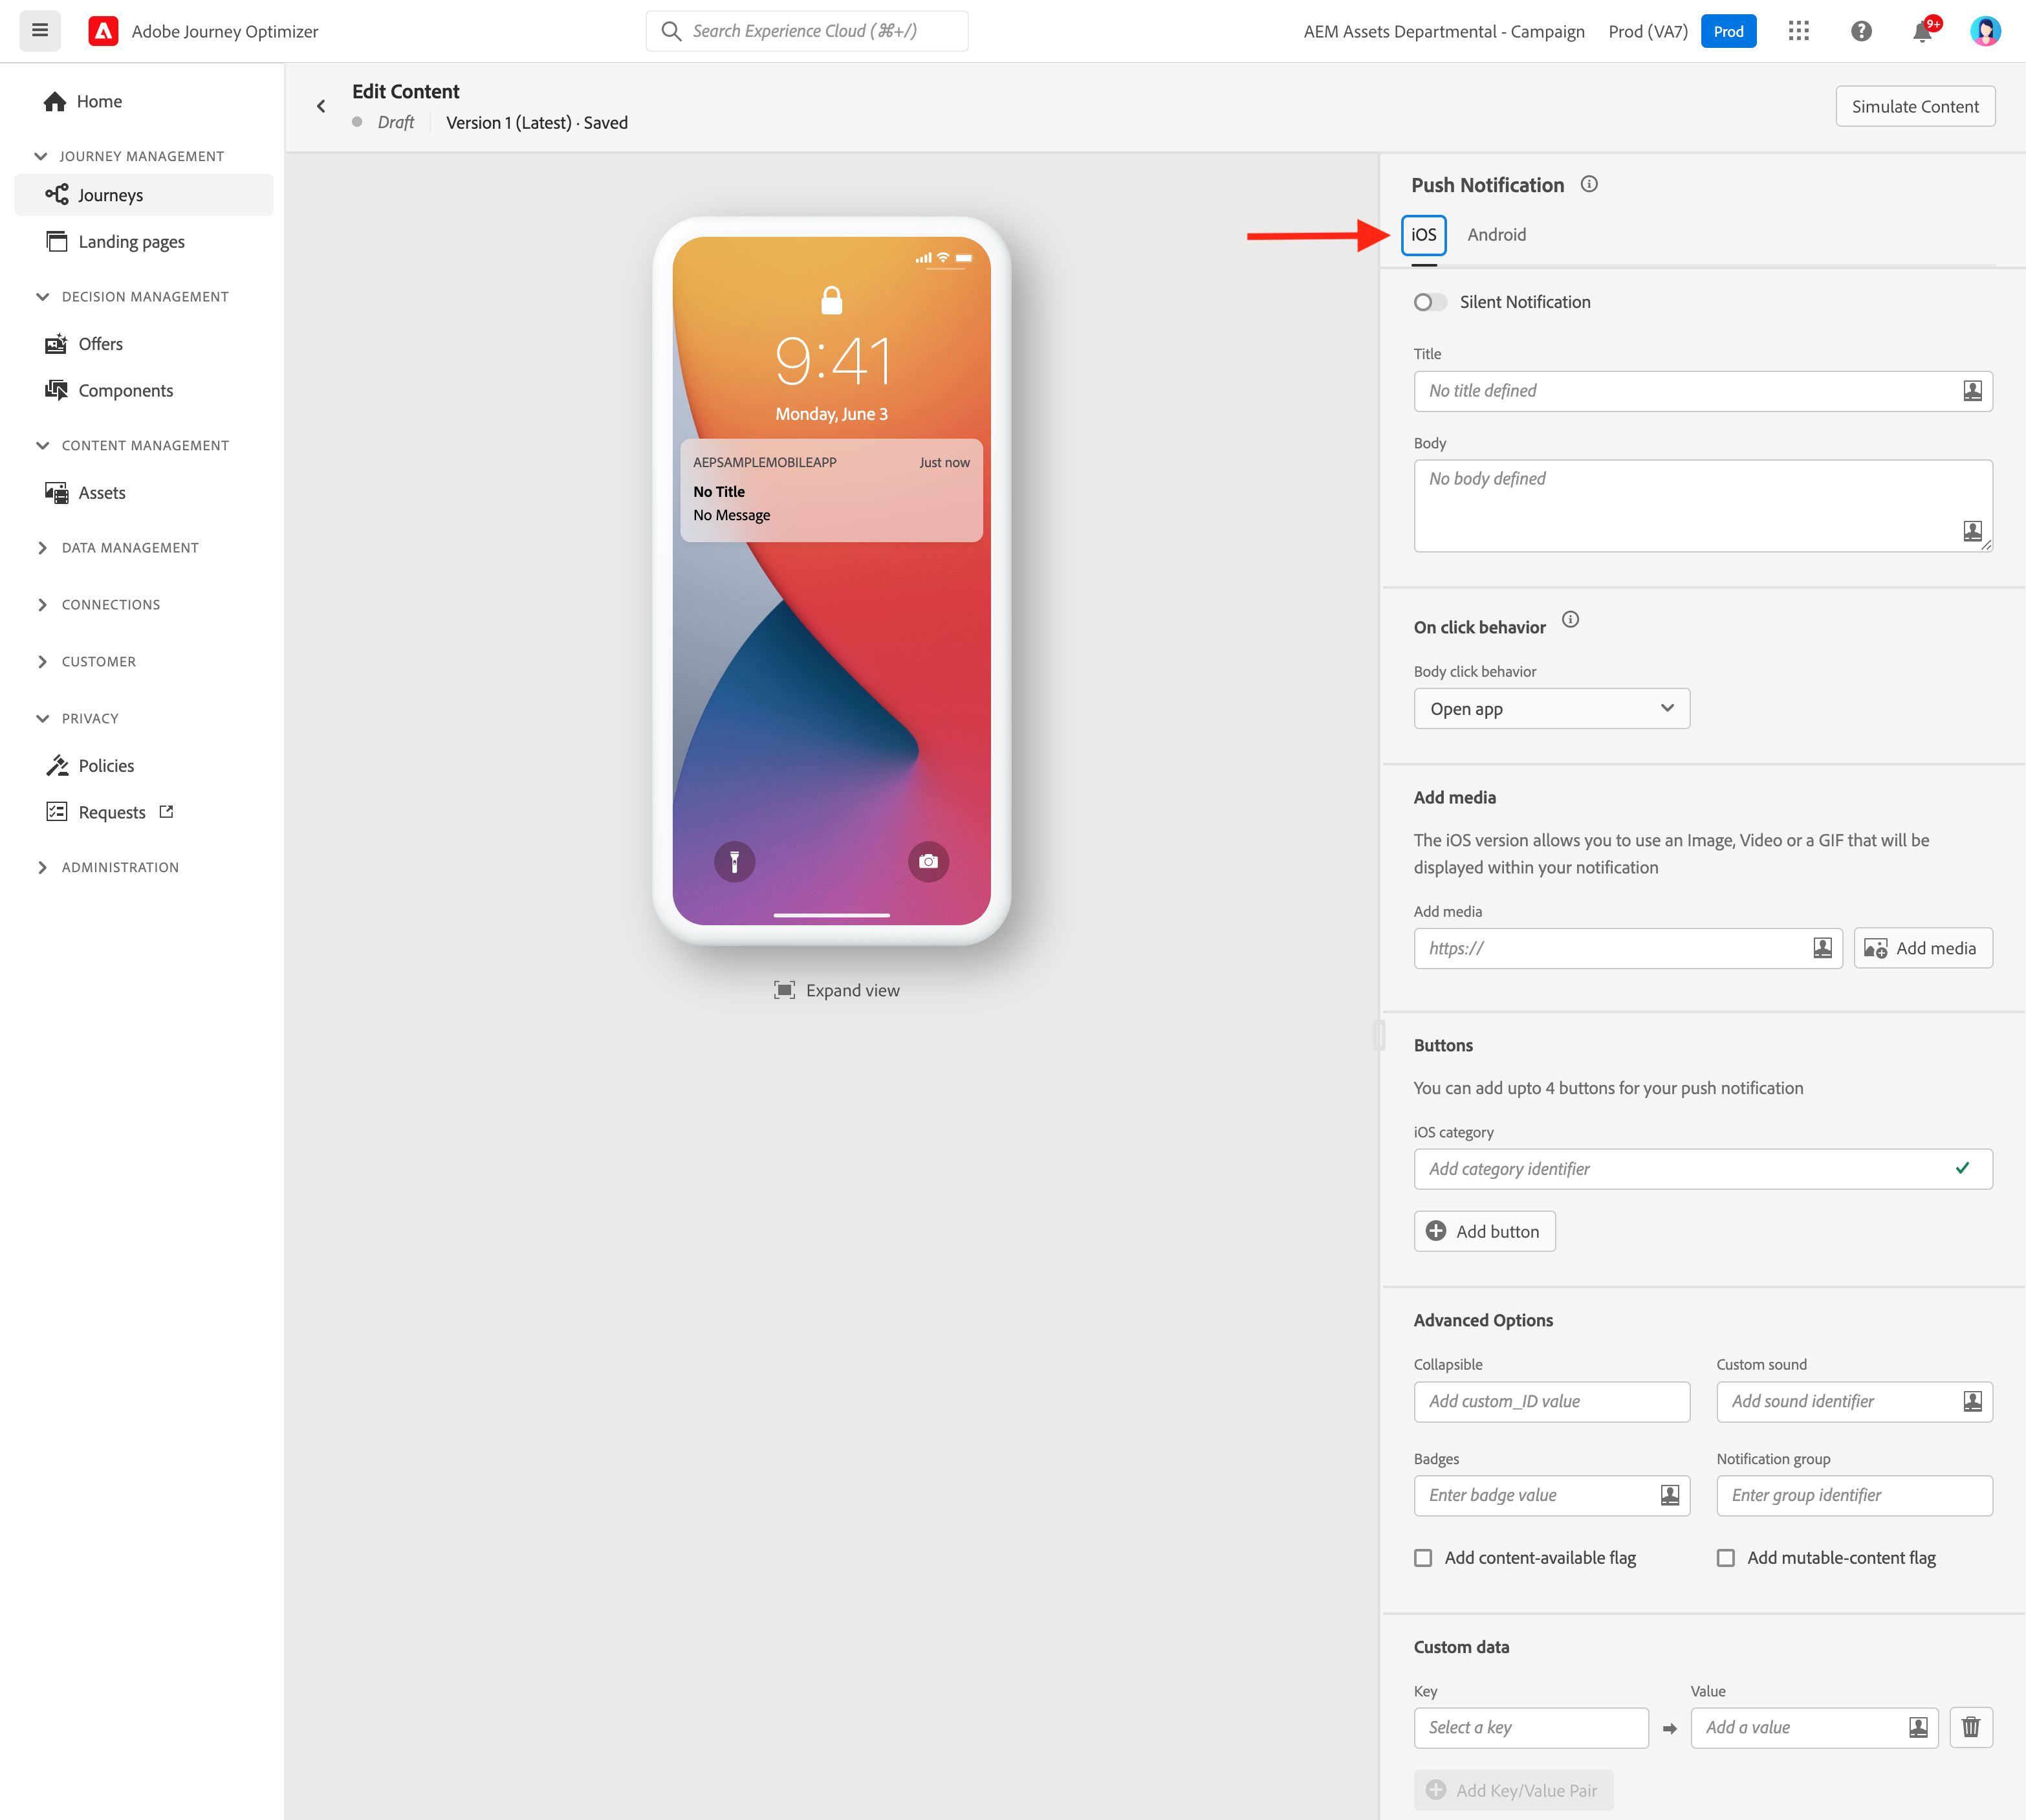 Adobe Journey Optimizer
Search Experience Cloud (⌘+/)
AEM Assets Departmental - Campaign
Prod (VA7)
Prod
9+
Home
JOURNEY MANAGEMENT
Journeys
Landing pages
DECISION MANAGEMENT
Offers
Components
CONTENT MANAGEMENT
Assets
DATA MANAGEMENT
CONNECTIONS
CUSTOMER
PRIVACY
Policies
Requests
ADMINISTRATION
Edit Content
Draft
Version 1 (Latest) · Saved
Simulate Content
9:41
Monday, June 3
AEPSAMPLEMOBILEAPP
Just now
No Title
No Message
Expand view
Push Notification
iOS
Android
Silent Notification
Title
No title defined
Body
No body defined
On click behavior
Body click behavior
Open app
Add media
The iOS version allows you to use an Image, Video or a GIF that will be
displayed within your notification
Add media
https://
Add media
Buttons
You can add upto 4 buttons for your push notification
iOS category
Add category identifier
Add button
Advanced Options
Collapsible
Custom sound
Add custom_ID value
Add sound identifier
Badges
Notification group
Enter badge value
Enter group identifier
Add content-available flag
Add mutable-content flag
Custom data
Key
Value
Select a key
Add a value
Add Key/Value Pair